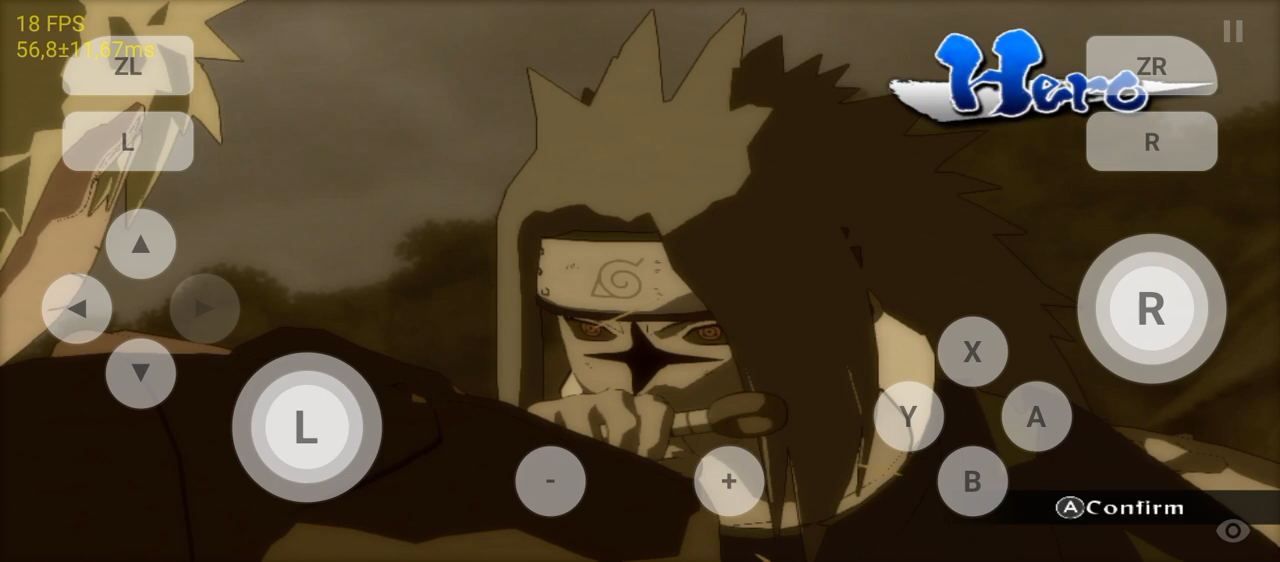 18 FPS
56,8±11,67ms
ZL
Hero
ZR
L
R
R
X
L
Y
A
-
+
B
A Confirm